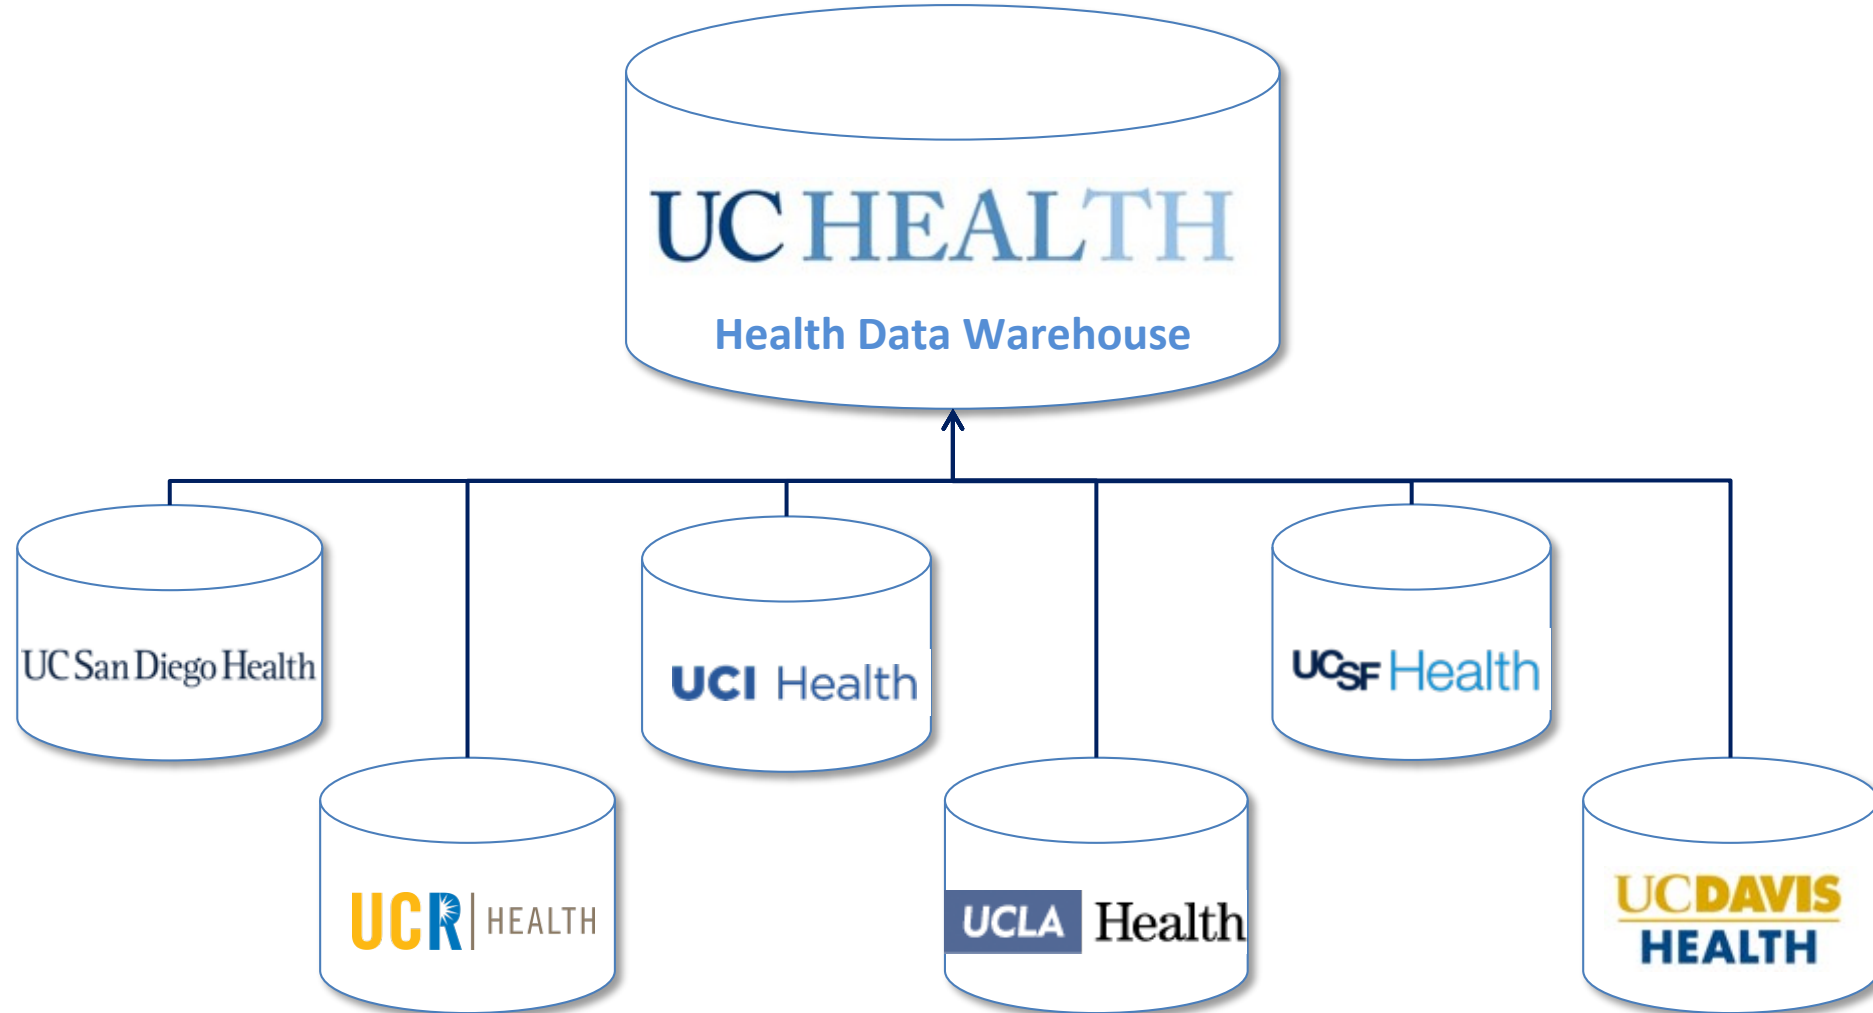 UC HEALTH
Health Data Warehouse
UC San Diego Health
UCI Health
UCSF Health
UCR HEALTH
UCLA Health
UCDAVIS
HEALTH